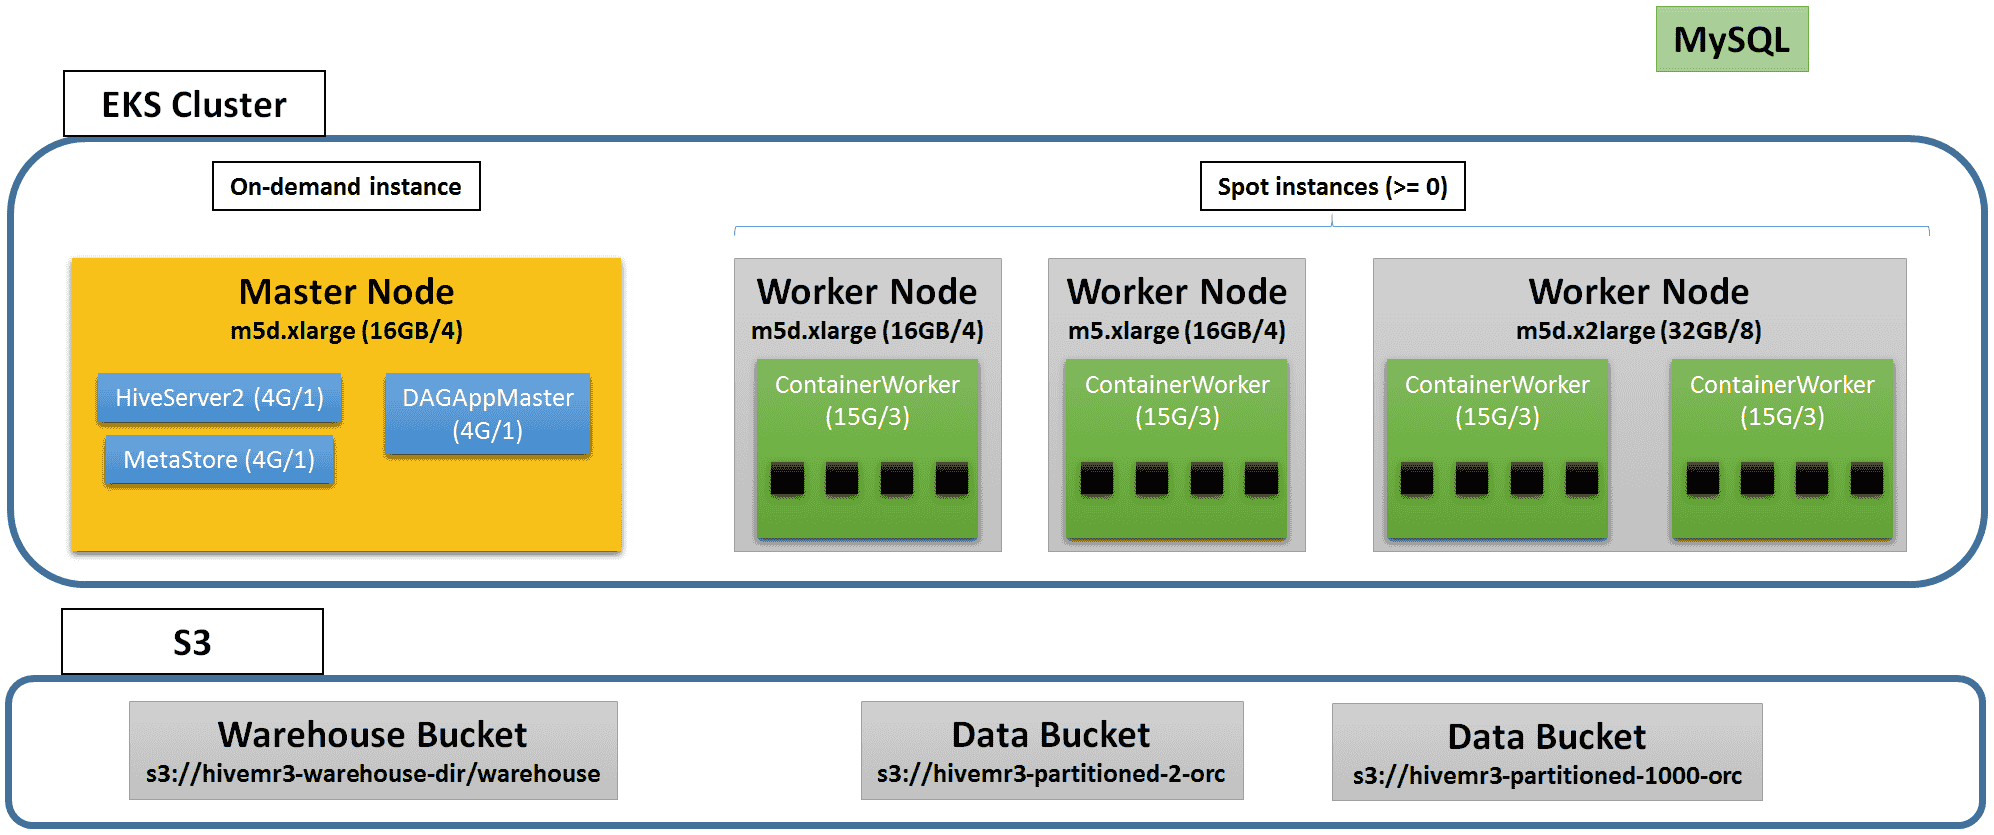 MySQL
EKS Cluster
On-demand instance
Spot instances (>= 0)
Master Node
m5d.xlarge (16GB/4)
HiveServer2 (4G/1)
MetaStore (4G/1)
DAGAppMaster
(4G/1)
Worker Node
m5d.xlarge (16GB/4)
ContainerWorker
(15G/3)
Worker Node
m5.xlarge (16GB/4)
ContainerWorker
(15G/3)
Worker Node
m5d.x2large (32GB/8)
ContainerWorker
(15G/3)
ContainerWorker
(15G/3)
S3
Warehouse Bucket
s3://hivemr3-warehouse-dir/warehouse
Data Bucket
s3://hivemr3-partitioned-2-orc
Data Bucket
s3://hivemr3-partitioned-1000-orc